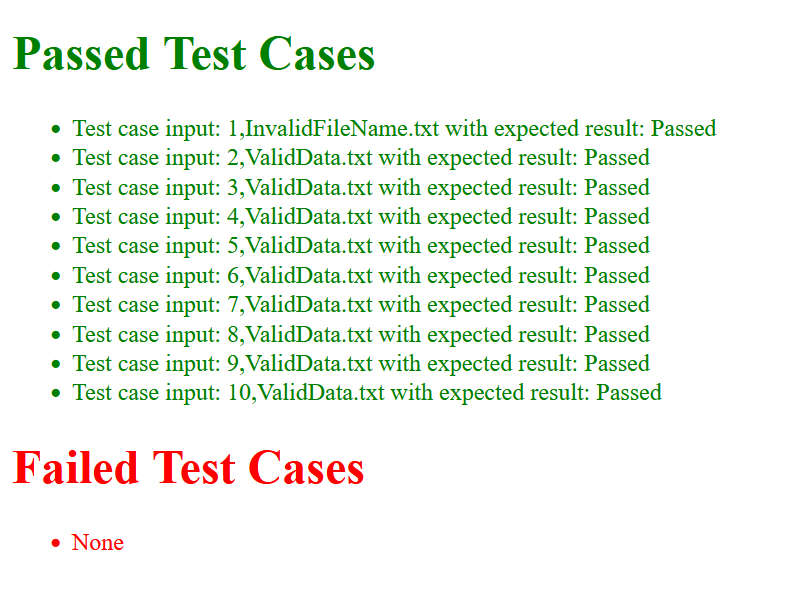 Passed Test Cases
Test case input: 1,InvalidFileName.txt with expected result: Passed
Test case input: 2,ValidData.txt with expected result: Passed
Test case input: 3,ValidData.txt with expected result: Passed
Test case input: 4,ValidData.txt with expected result: Passed
Test case input: 5,ValidData.txt with expected result: Passed
Test case input: 6,ValidData.txt with expected result: Passed
Test case input: 7,ValidData.txt with expected result: Passed
Test case input: 8,ValidData.txt with expected result: Passed
Test case input: 9,ValidData.txt with expected result: Passed
Test case input: 10,ValidData.txt with expected result: Passed
Failed Test Cases
None